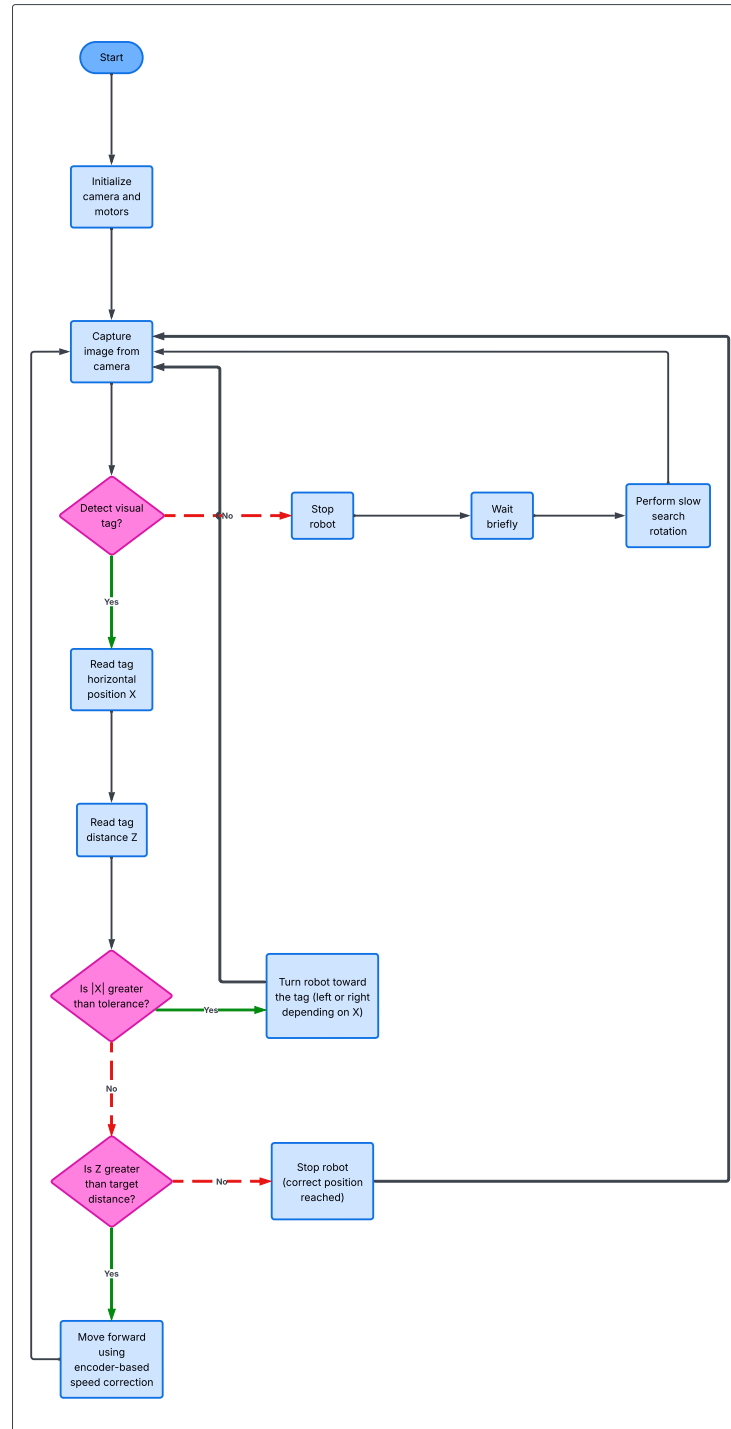 Start
Initialize
camera and
motors
Capture
image from
camera
Detect visual
tag?
No
Stop
robot
Wait
briefly
Perform slow
search
rotation
Yes
Read tag
horizontal
position X
Read tag
distance Z
Is |X| greater
than tolerance?
Yes
Turn robot toward
the tag (left or right
depending on X)
No
Is Z greater
than target
distance?
No
Stop robot
(correct position
reached)
Yes
Move forward
using
encoder-based
speed correction